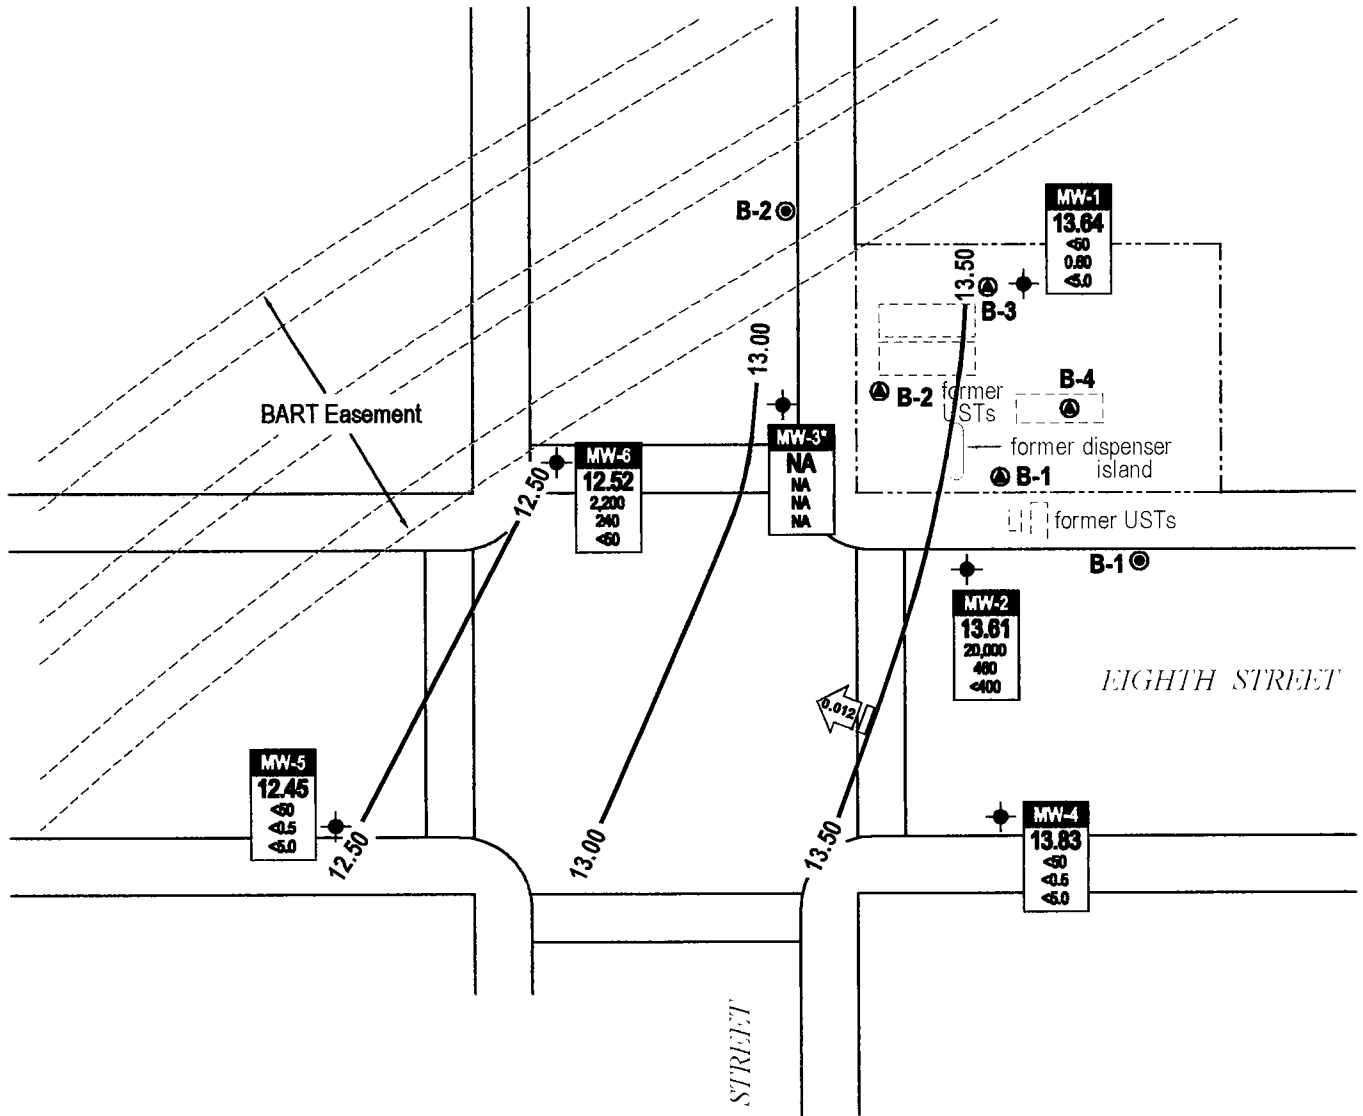 MW-1
13.64
<50
0.60
<5.0
B-2
13.50
B-3
13.00
B-4
B-2
former
USTs
BART Easement
former dispenser
island
MW-3*
NA
NA
NA
NA
MW-6
12.52
2,200
240
<50
12.50
B-1
former USTs
B-1
MW-2
13.61
20,000
460
<400
EIGHTH STREET
0.012
MW-5
12.45
<50
<0.5
<5.0
12.50
13.00
13.50
MW-4
13.83
<50
<0.5
<5.0
STREET